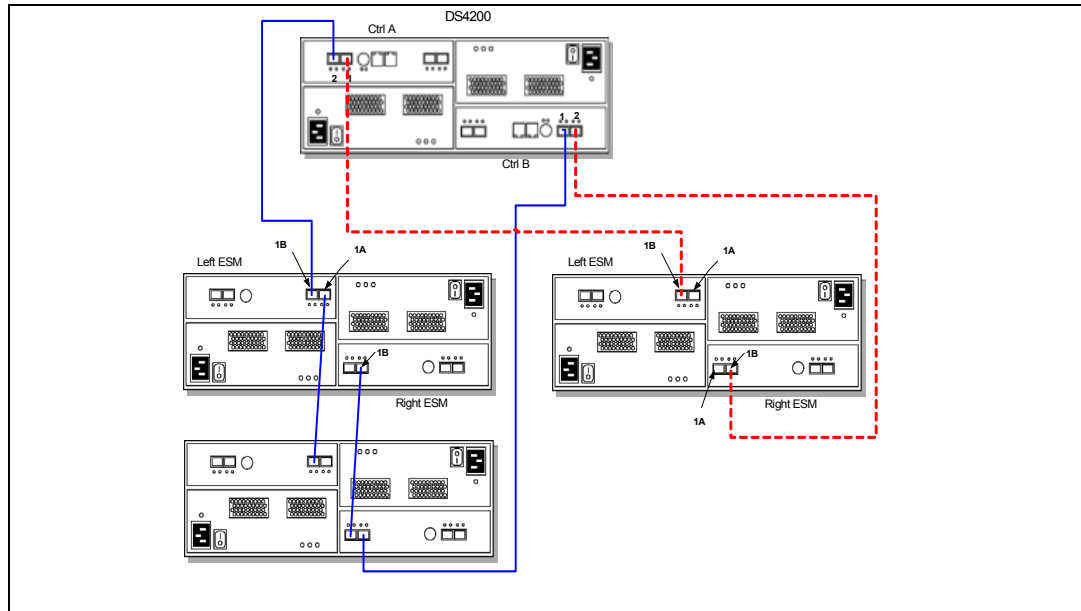 DS4200
Ctrl A
2 1
1 2
Ctrl B
1B
1A
Left ESM
1B
Right ESM
1B
1A
Left ESM
1B
1A
Right ESM